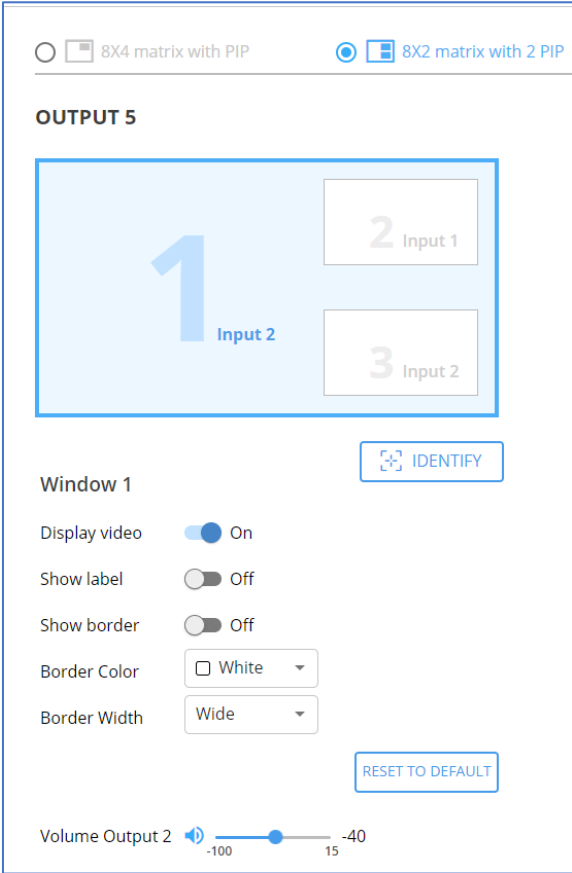 8X4 matrix with PIP 8X2 matrix with 2 PIP
OUTPUT 5
1 Input 2
2 Input 1
3 Input 2
IDENTIFY
Window 1
Display video On
Show label Off
Show border Off
Border Color White
Border Width Wide
RESET TO DEFAULT
Volume Output 2 -40
-100 15